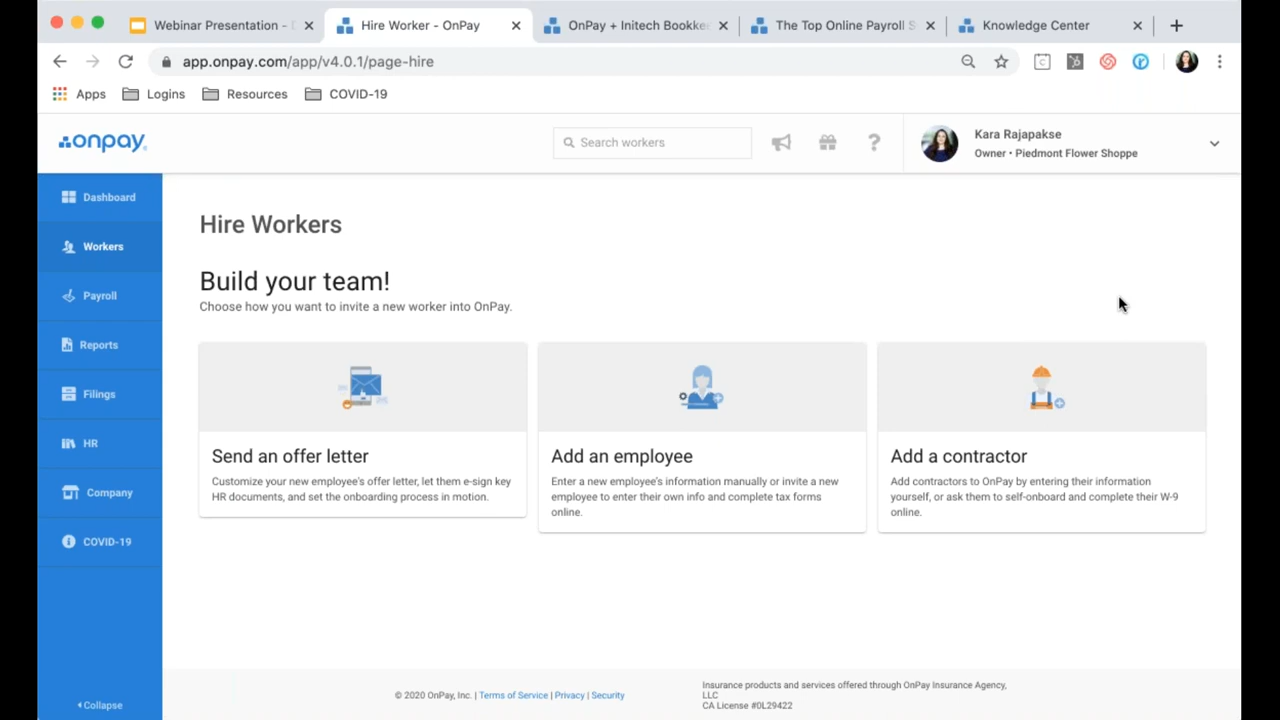 Webinar Presentation -
Hire Worker - OnPay
OnPay + Initech Bookke
The Top Online Payroll S
Knowledge Center
app.onpay.com/app/v4.0.1/page-hire
Apps
Logins
Resources
COVID-19
onpay
Search workers
?
Kara Rajapakse
Owner • Piedmont Flower Shoppe
Dashboard
Workers
Payroll
Reports
Filings
HR
Company
COVID-19
Collapse
Hire Workers
Build your team!
Choose how you want to invite a new worker into OnPay.
Send an offer letter
Customize your new employee's offer letter, let them e-sign key
HR documents, and set the onboarding process in motion.
Add an employee
Enter a new employee's information manually or invite a new
employee to enter their own info and complete tax forms
online.
Add a contractor
Add contractors to OnPay by entering their information
yourself, or ask them to self-onboard and complete their W-9
online.
© 2020 OnPay, Inc. | Terms of Service | Privacy | Security
Insurance products and services offered through OnPay Insurance Agency,
LLC
CA License #0L29422